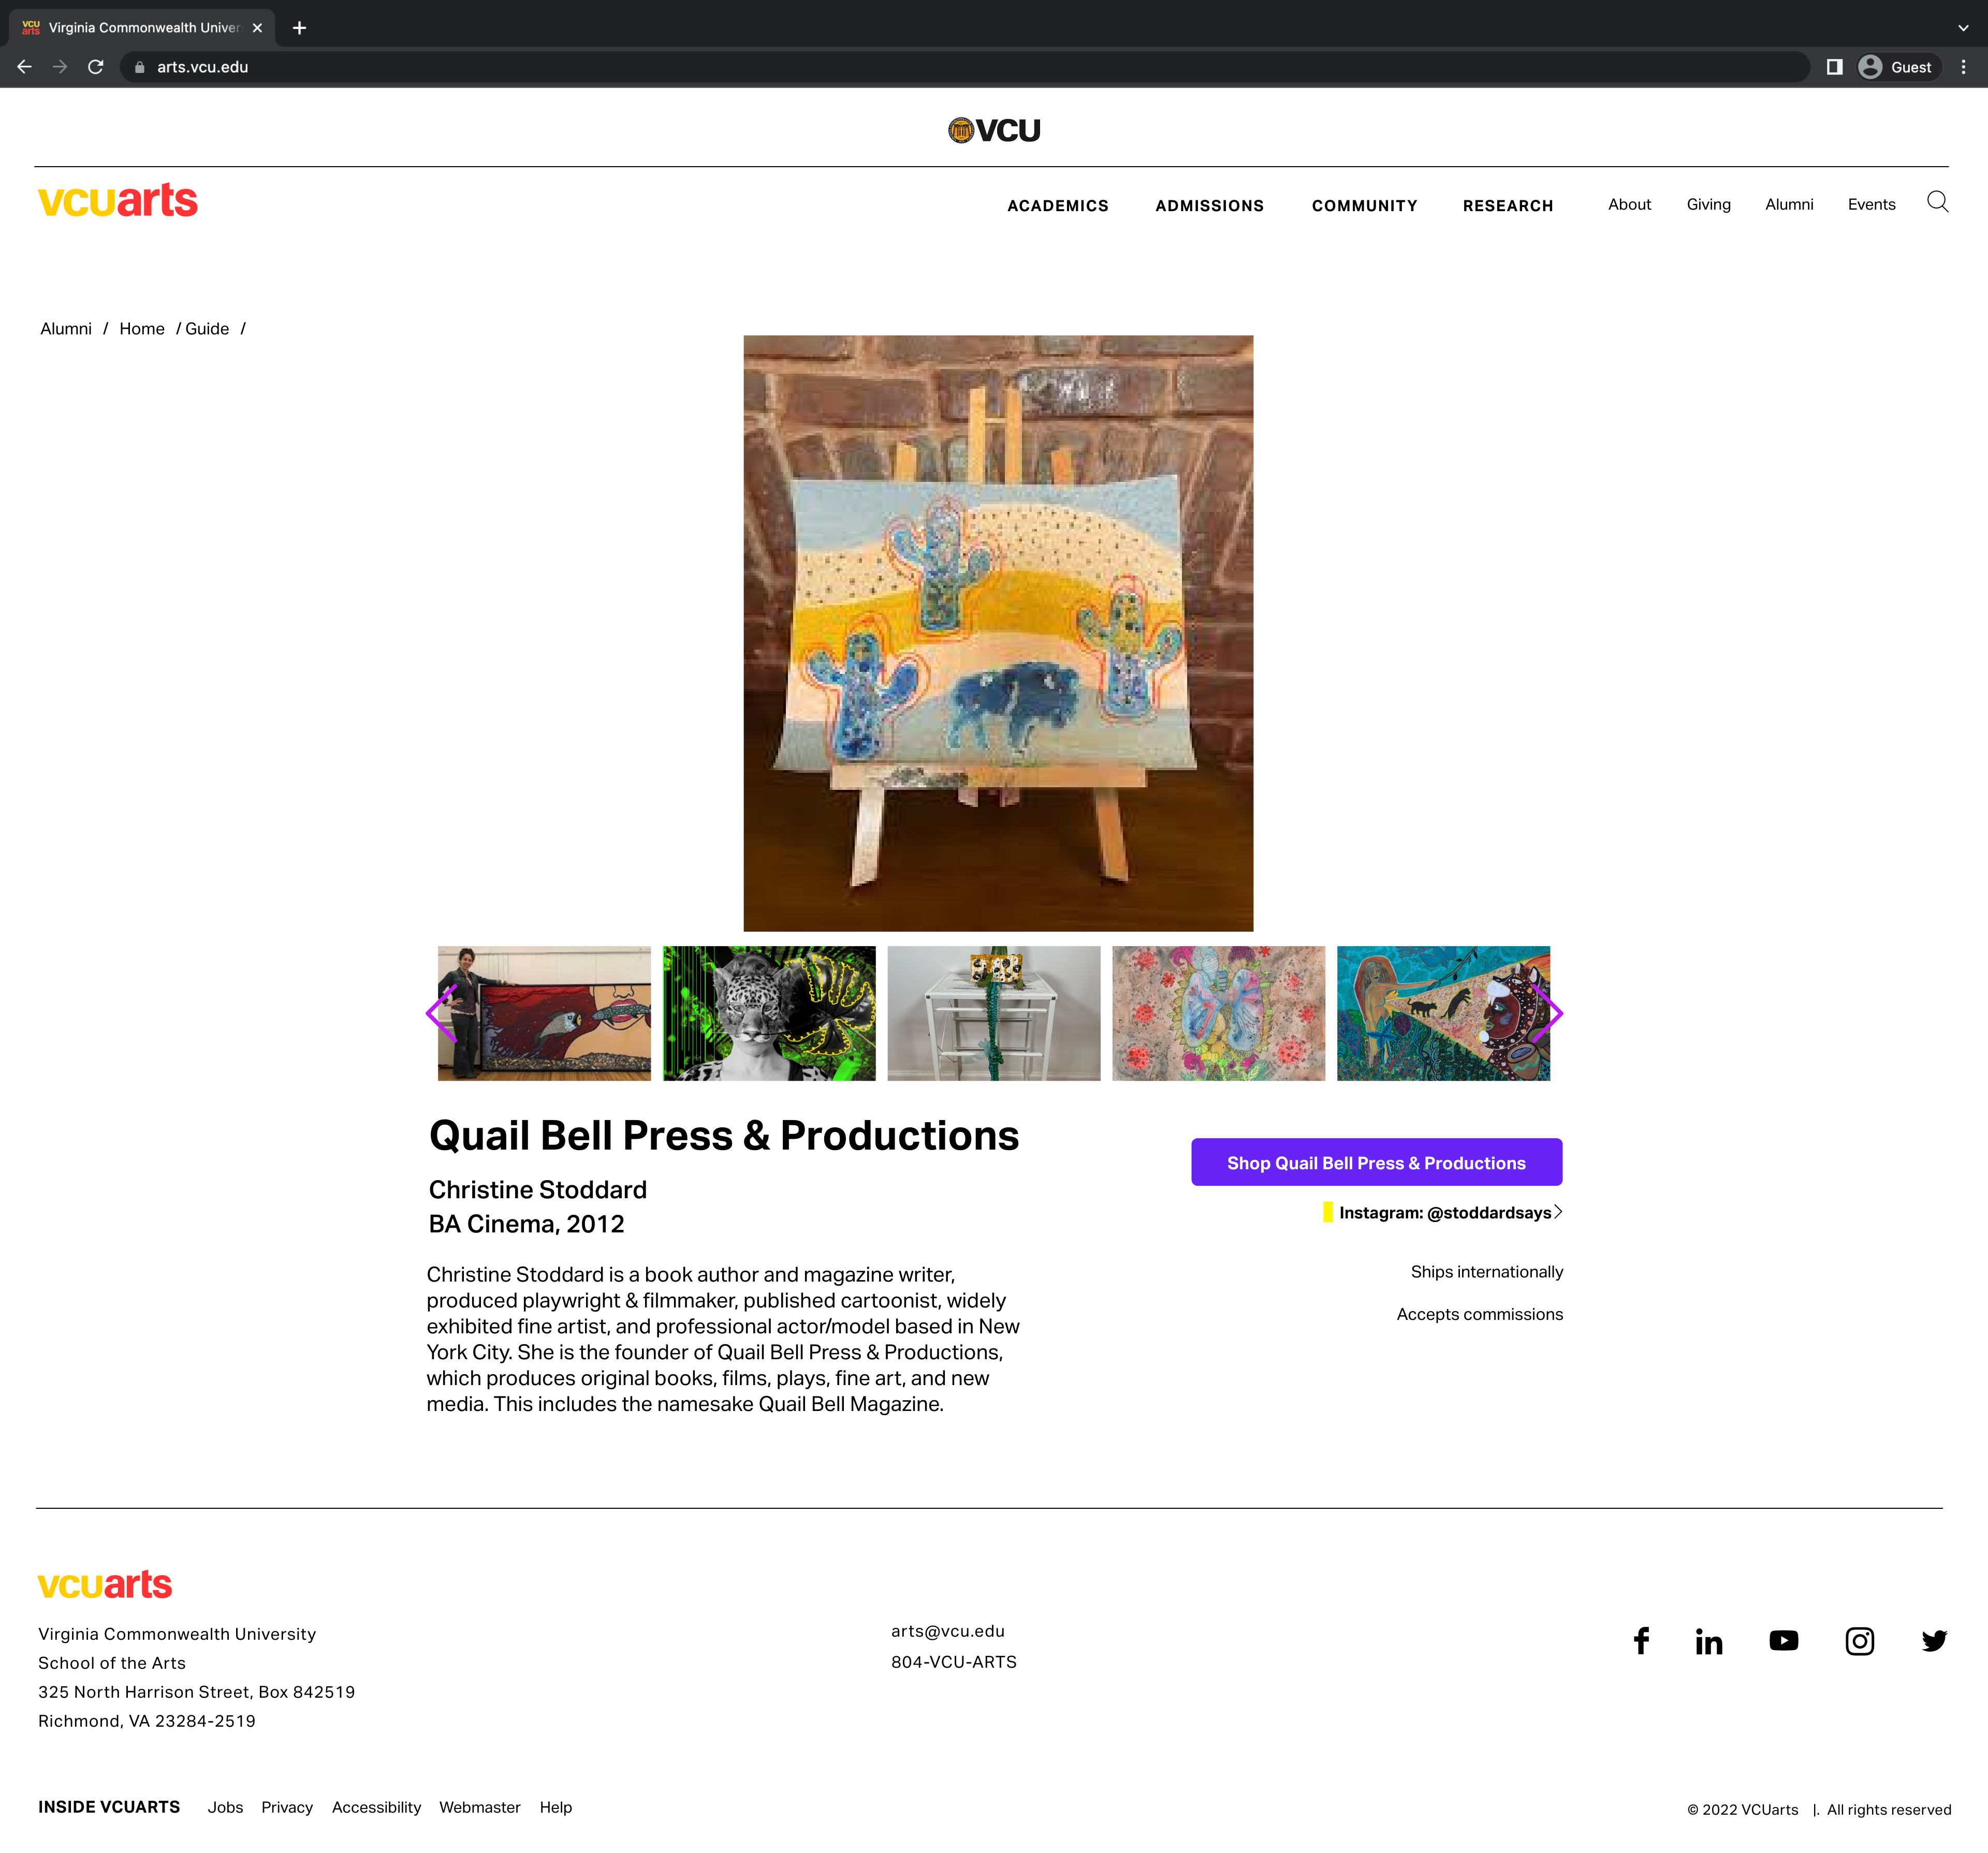 vcu
arts
Virginia Commonwealth Univer
arts.vcu.edu
Guest
VCU
vcuarts
ACADEMICS ADMISSIONS COMMUNITY RESEARCH About Giving Alumni Events
Alumni / Home / Guide /
Quail Bell Press & Productions
Christine Stoddard
BA Cinema, 2012
Christine Stoddard is a book author and magazine writer,
produced playwright & filmmaker, published cartoonist, widely
exhibited fine artist, and professional actor/model based in New
York City. She is the founder of Quail Bell Press & Productions,
which produces original books, films, plays, fine art, and new
media. This includes the namesake Quail Bell Magazine.
Shop Quail Bell Press & Productions
Instagram: @stoddardsays
Ships internationally
Accepts commissions
vcuarts
Virginia Commonwealth University
School of the Arts
325 North Harrison Street, Box 842519
Richmond, VA 23284-2519
arts@vcu.edu
804-VCU-ARTS
INSIDE VCUARTS Jobs Privacy Accessibility Webmaster Help
© 2022 VCUarts |. All rights reserved